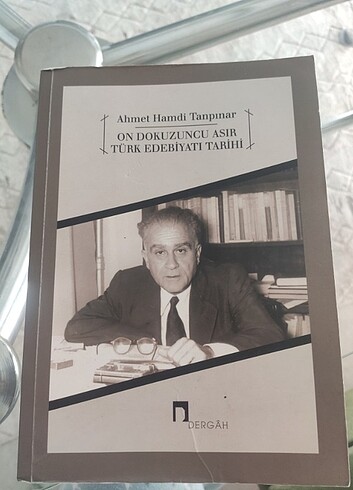 Ahmet Hamdi Tanpınar
ON DOKUZUNCU ASIR
TÜRK EDEBİYATI TARİHİ
DERGÂH